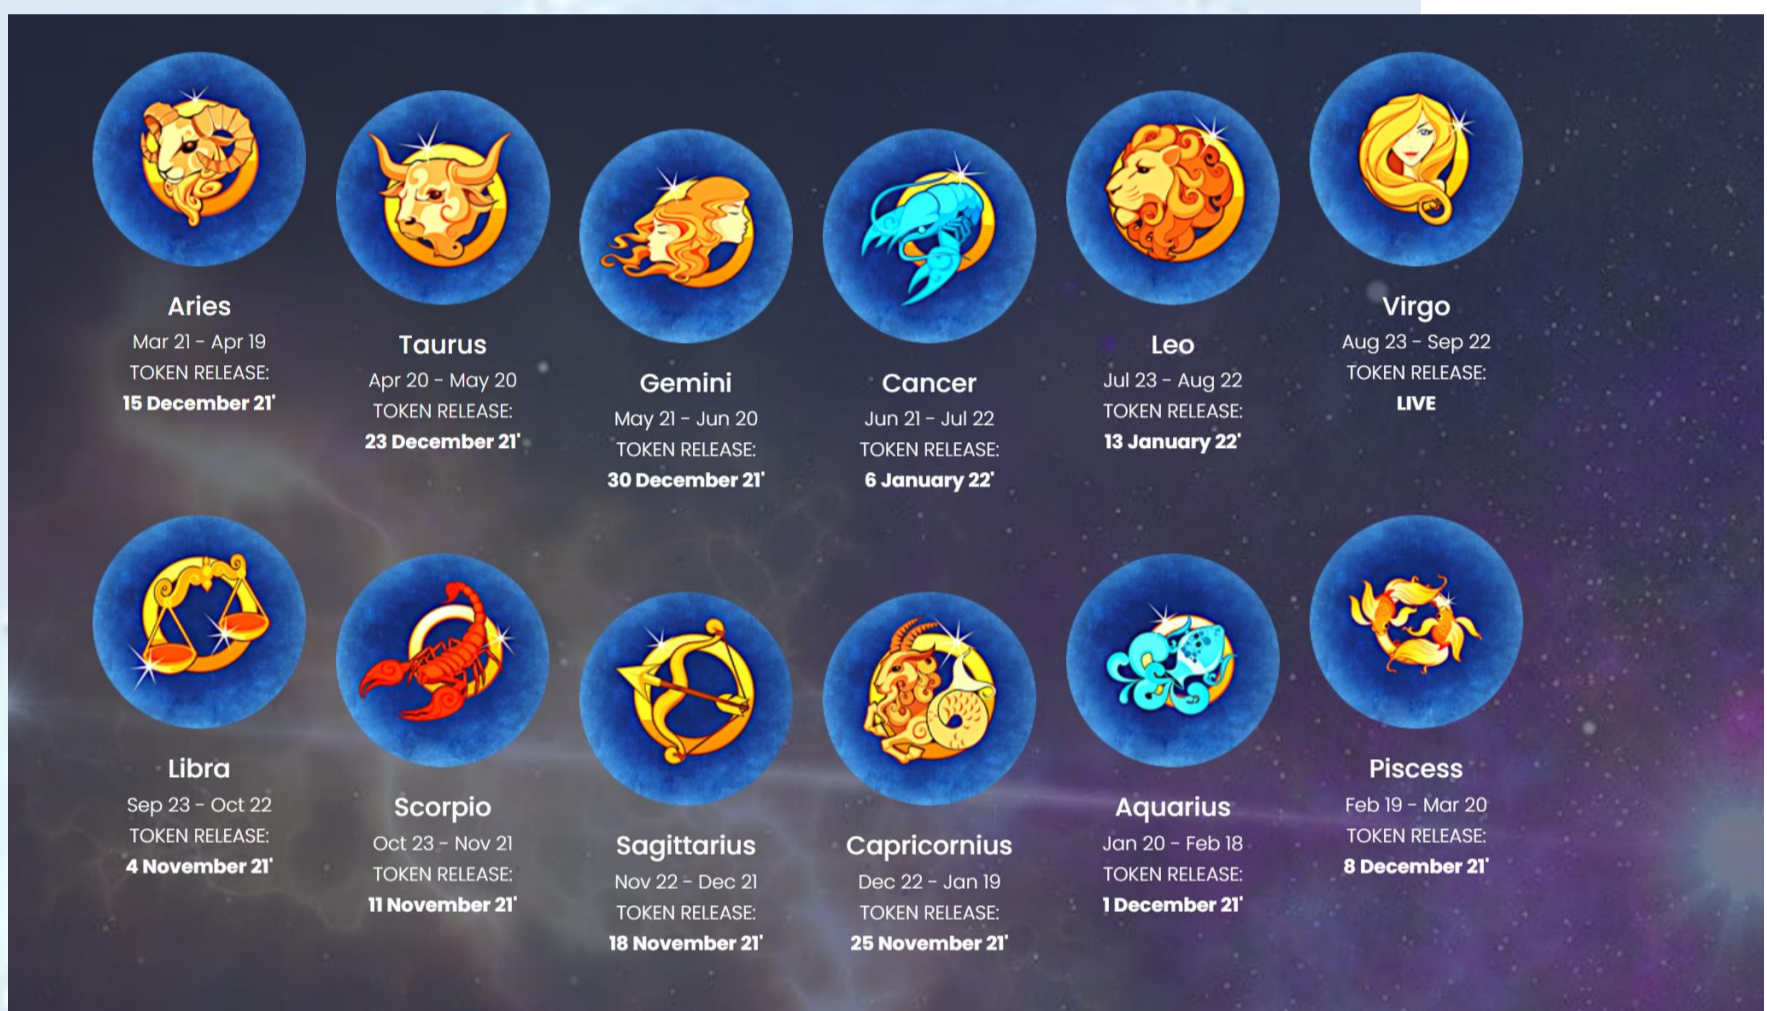 Aries
Mar 21 - Apr 19
TOKEN RELEASE:
15 December 21'
Taurus
Apr 20 - May 20
TOKEN RELEASE:
23 December 21'
Gemini
May 21 - Jun 20
TOKEN RELEASE:
30 December 21'
Cancer
Jun 21 - Jul 22
TOKEN RELEASE:
6 January 22'
Leo
Jul 23 - Aug 22
TOKEN RELEASE:
13 January 22'
Virgo
Aug 23 - Sep 22
TOKEN RELEASE:
LIVE
Libra
Sep 23 - Oct 22
TOKEN RELEASE:
4 November 21'
Scorpio
Oct 23 - Nov 21
TOKEN RELEASE:
11 November 21'
Sagittarius
Nov 22 - Dec 21
TOKEN RELEASE:
18 November 21'
Capricornius
Dec 22 - Jan 19
TOKEN RELEASE:
25 November 21'
Aquarius
Jan 20 - Feb 18
TOKEN RELEASE:
1 December 21'
Piscess
Feb 19 - Mar 20
TOKEN RELEASE:
8 December 21'